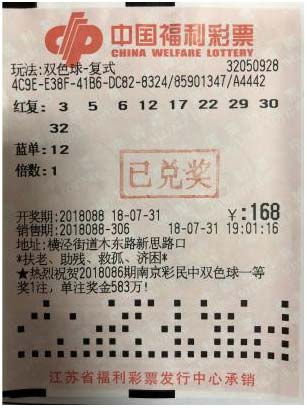 中国福利彩票
CHINA WELFARE LOTTERY
玩法:双色球-复式 32050928
4C9E-E38F-41B6-DC82-8324/85901347/A4442
红复: 3 5 6 12 17 22 29 30
32
蓝单:12
倍数:1
已兑奖
开奖期:2018088 18-07-31 ¥:168
销售期:2018088-306 18-07-31 19:01:16
地址:横泾街道木东路新思路口
*扶老、助残、救孤、济困*
★热烈祝贺2018086期南京彩民中双色球一等
奖1注,单注奖金583万!
江苏省福利彩票发行中心承销